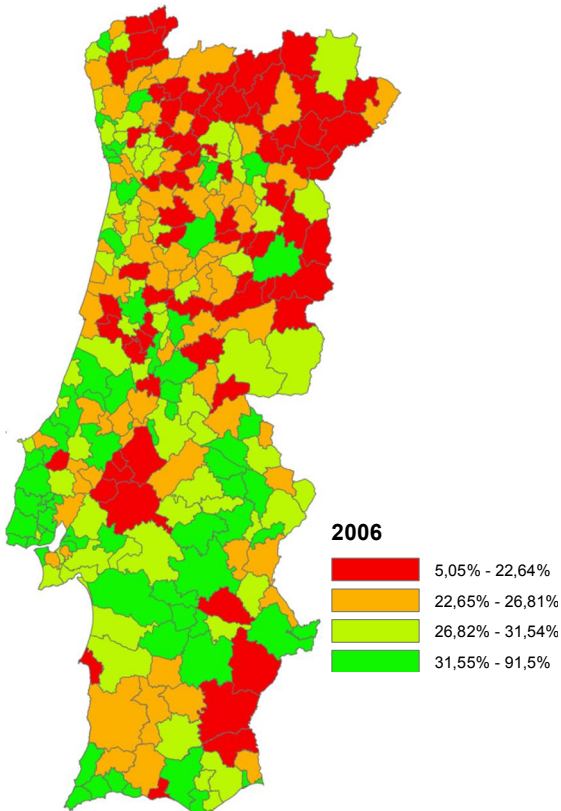 2006
5,05% - 22,64%
22,65% - 26,81%
26,82% - 31,54%
31,55% - 91,5%